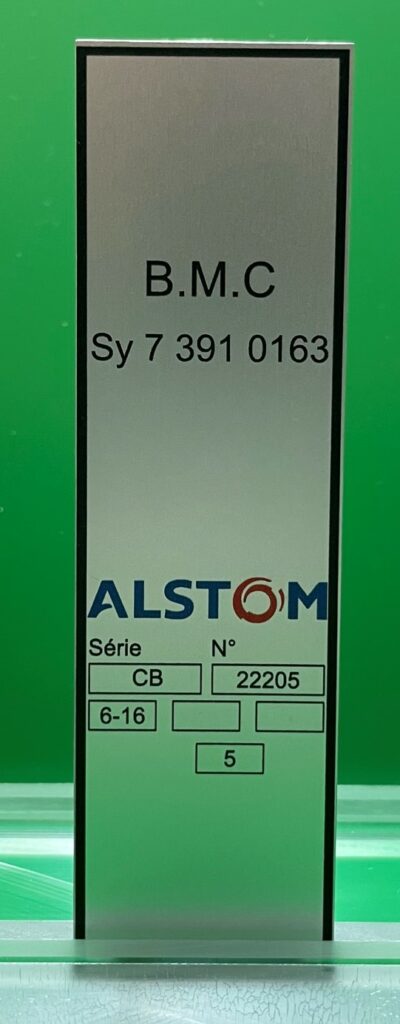 B.M.C
Sy 7 391 0163
ALSTOM
Série N°
CB 22205
6-16
5